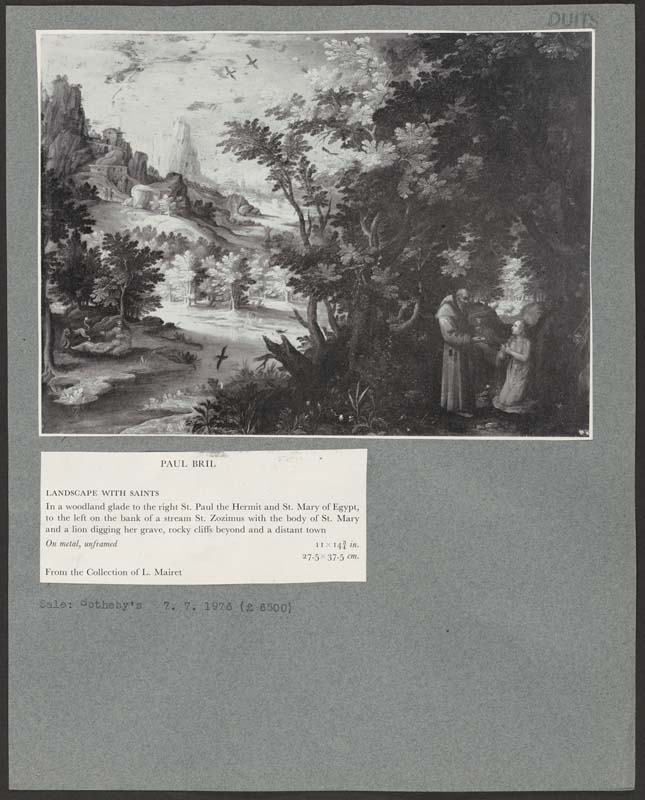 DUITS
PAUL BRIL
LANDSCAPE WITH SAINTS
In a woodland glade to the right St. Paul the Hermit and St. Mary of Egypt,
to the left on the bank of a stream St. Zozimus with the body of St. Mary
and a lion digging her grave, rocky cliffs beyond and a distant town
On metal, unframed 11 × 14¾ in.
27·5 × 37·5 cm.
From the Collection of L. Mairet
Sale: Sotheby's 7. 7. 1976 (£ 6500)